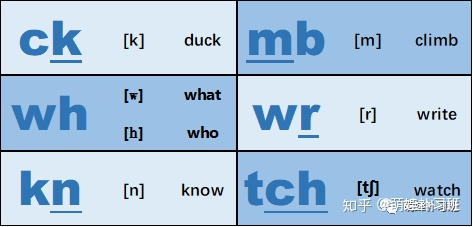 ck [k] duck
mb [m] climb
wh [w] what
[h] who
wr [r] write
kn [n] know
tch [tʃ] watch
知乎